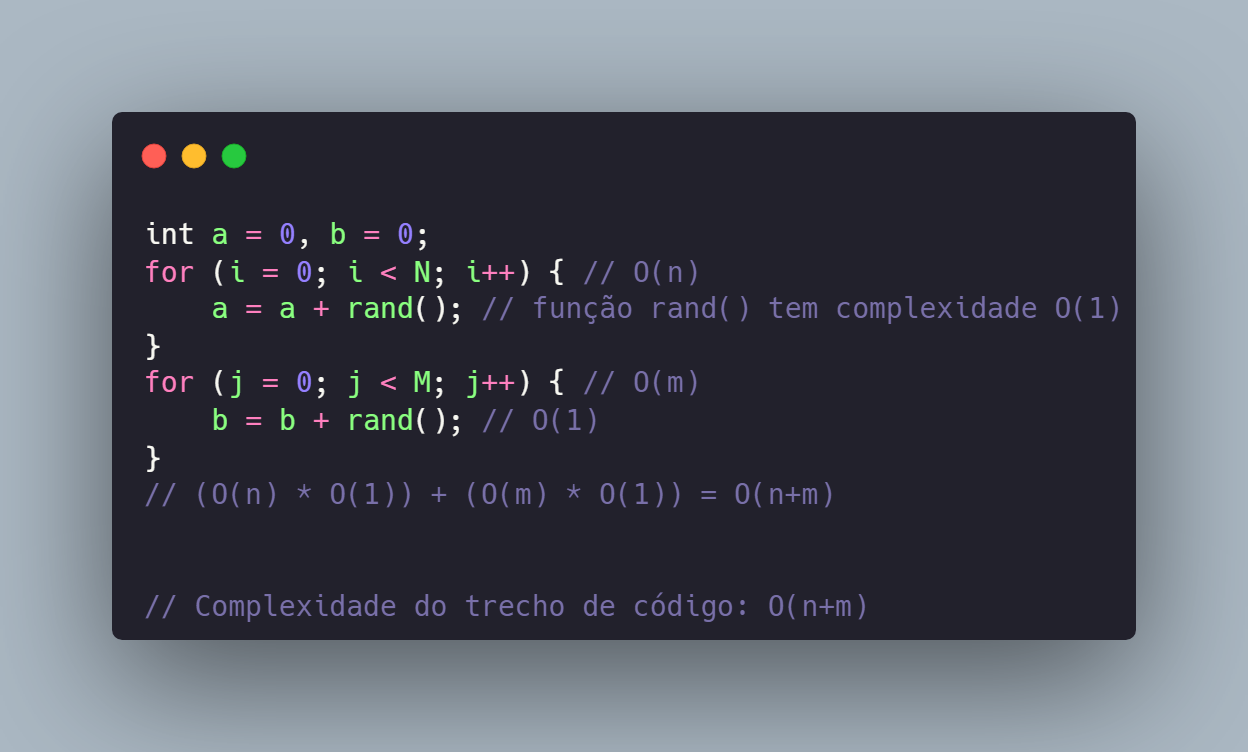 int a = 0, b = 0;
for (i = 0; i < N; i++) { // O(n)
    a = a + rand(); // função rand() tem complexidade O(1)
}
for (j = 0; j < M; j++) { // O(m)
    b = b + rand(); // O(1)
}
// (O(n) * O(1)) + (O(m) * O(1)) = O(n+m)
// Complexidade do trecho de código: O(n+m)